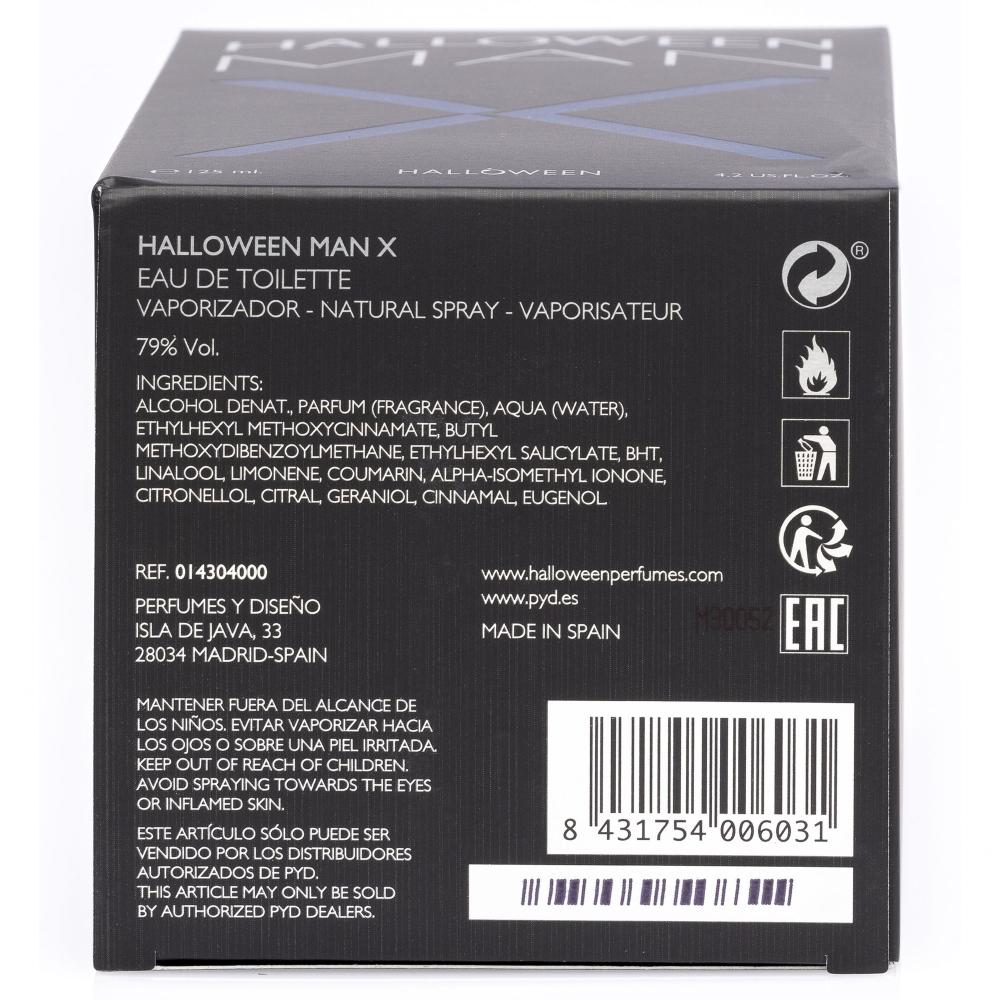 HALLOWEEN
MAN
X
℮ 125 ml.
HALLOWEEN
4.2 US.FL.OZ.
HALLOWEEN MAN X
EAU DE TOILETTE
VAPORIZADOR - NATURAL SPRAY - VAPORISATEUR
79% Vol.
INGREDIENTS:
ALCOHOL DENAT., PARFUM (FRAGRANCE), AQUA (WATER),
ETHYLHEXYL METHOXYCINNAMATE, BUTYL
METHOXYDIBENZOYLMETHANE, ETHYLHEXYL SALICYLATE, BHT,
LINALOOL, LIMONENE, COUMARIN, ALPHA-ISOMETHYL IONONE,
CITRONELLOL, CITRAL, GERANIOL, CINNAMAL, EUGENOL.
®
REF. 014304000
PERFUMES Y DISEÑO
ISLA DE JAVA, 33
28034 MADRID-SPAIN
www.halloweenperfumes.com
www.pyd.es
MADE IN SPAIN
M30052
EAC
MANTENER FUERA DEL ALCANCE DE
LOS NIÑOS. EVITAR VAPORIZAR HACIA
LOS OJOS O SOBRE UNA PIEL IRRITADA.
KEEP OUT OF REACH OF CHILDREN.
AVOID SPRAYING TOWARDS THE EYES
OR INFLAMED SKIN.
ESTE ARTÍCULO SÓLO PUEDE SER
VENDIDO POR LOS DISTRIBUIDORES
AUTORIZADOS DE PYD.
THIS ARTICLE MAY ONLY BE SOLD
BY AUTHORIZED PYD DEALERS.
8 431754 006031